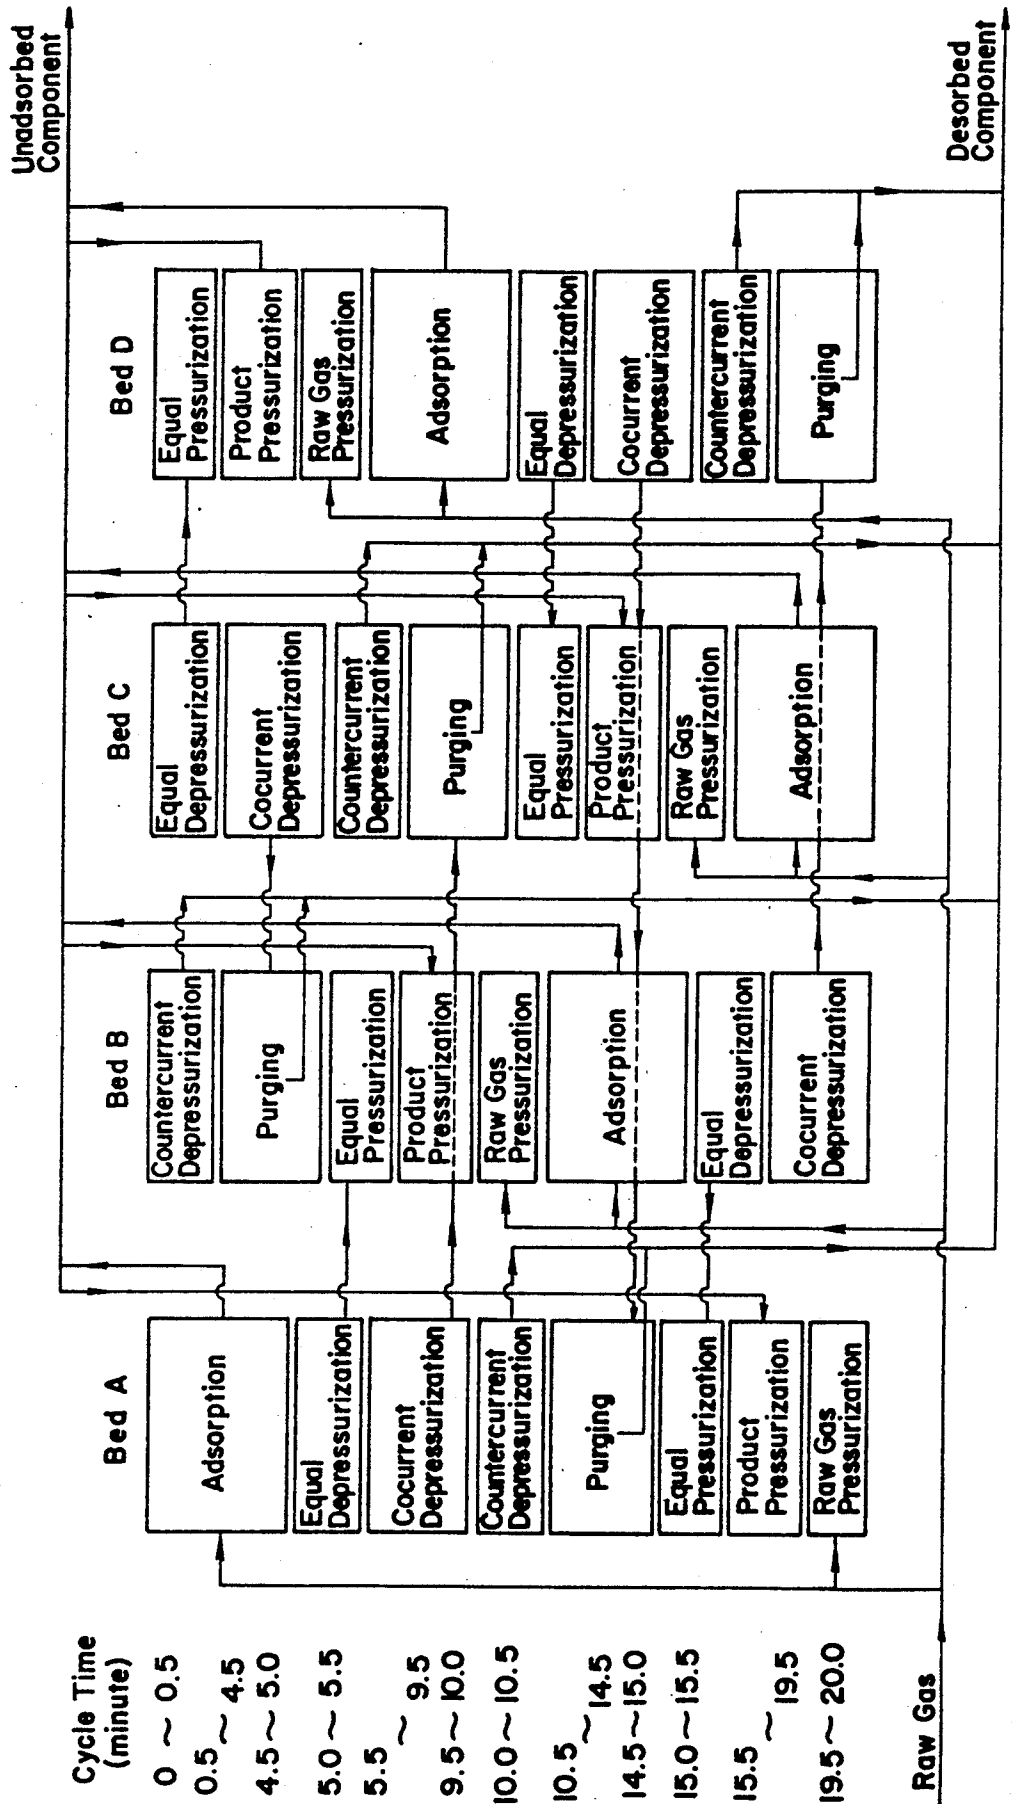 Unadsorbed
Component
Desorbed
Component
Bed D
Equal
Pressurization
Product
Pressurization
Raw Gas
Pressurization
Adsorption
Equal
Depressurization
Cocurrent
Depressurization
Countercurrent
Depressurization
Purging
Bed C
Equal
Depressurization
Cocurrent
Depressurization
Countercurrent
Depressurization
Purging
Equal
Pressurization
Product
Pressurization
Raw Gas
Pressurization
Adsorption
Bed B
Countercurrent
Depressurization
Purging
Equal
Pressurization
Product
Pressurization
Raw Gas
Pressurization
Adsorption
Equal
Depressurization
Cocurrent
Depressurization
Bed A
Adsorption
Equal
Depressurization
Cocurrent
Depressurization
Countercurrent
Depressurization
Purging
Equal
Pressurization
Product
Pressurization
Raw Gas
Pressurization
Cycle Time
(minute)
0 ~ 0.5
0.5 ~ 4.5
4.5 ~ 5.0
5.0 ~ 5.5
5.5 ~ 9.5
9.5 ~ 10.0
10.0 ~ 10.5
10.5 ~ 14.5
14.5 ~ 15.0
15.0 ~ 15.5
15.5 ~ 19.5
19.5 ~ 20.0
Raw Gas